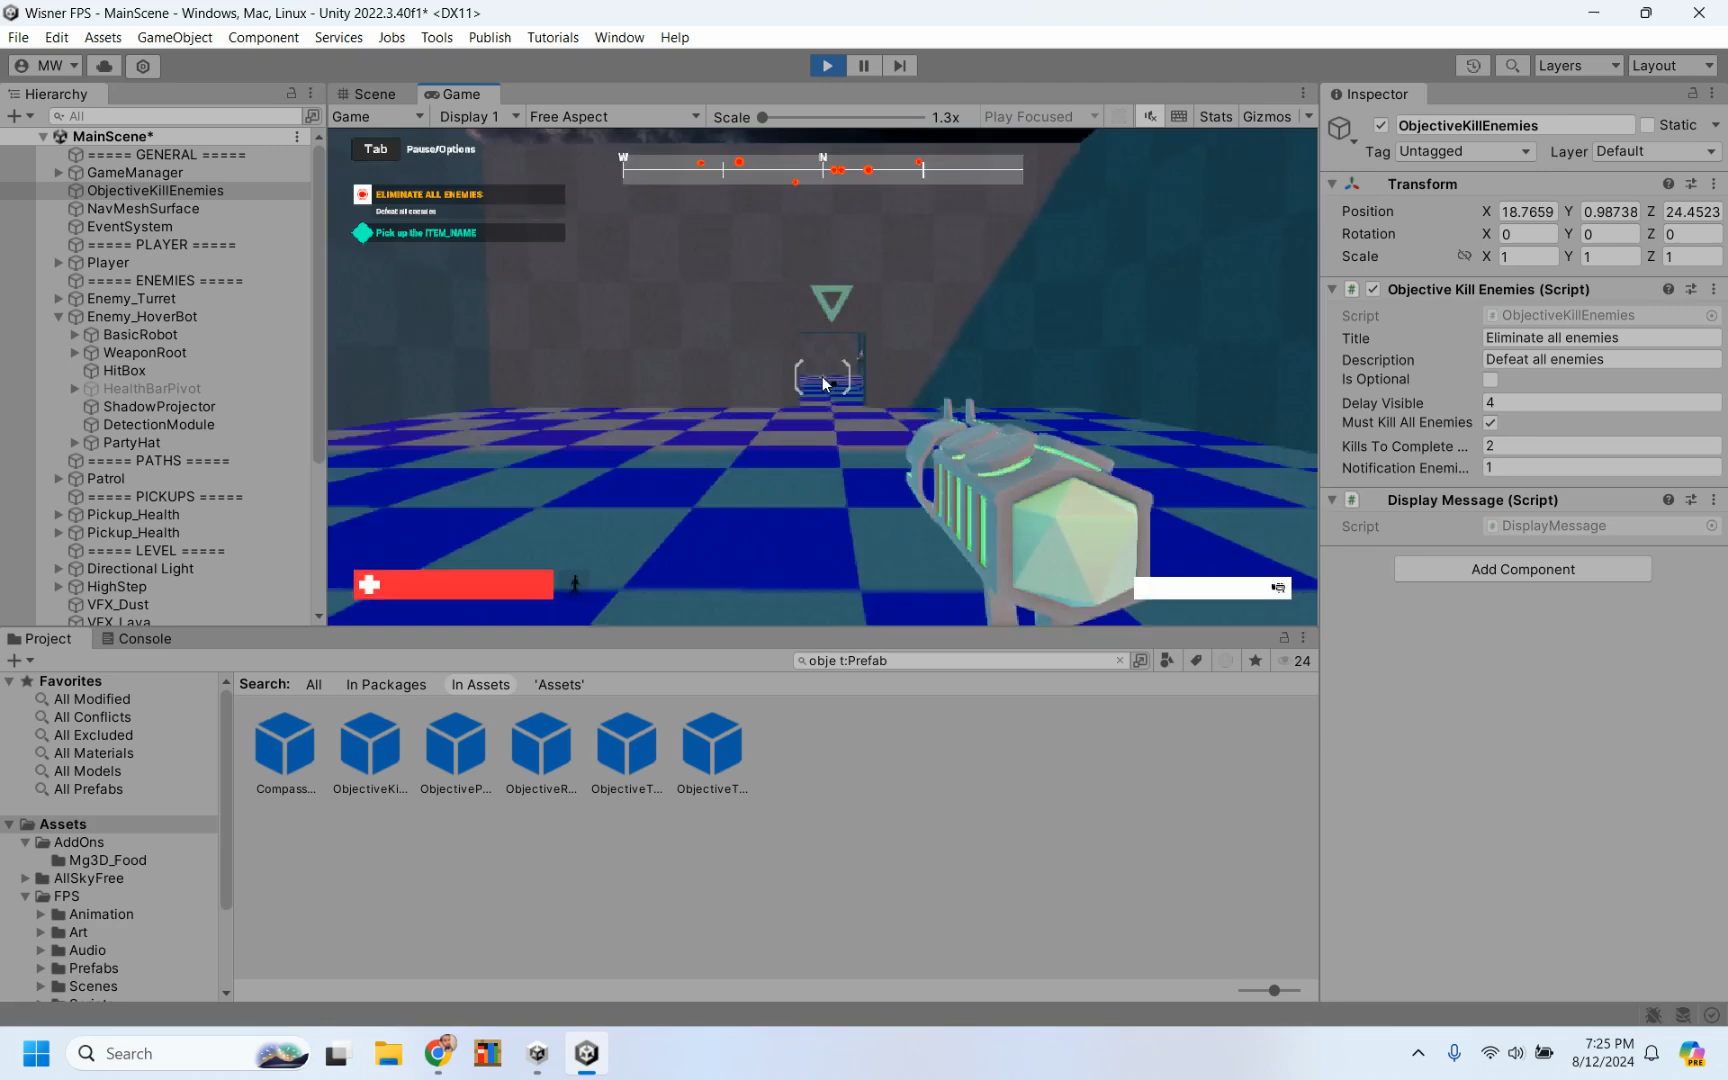 Wisner FPS - MainScene - Windows, Mac, Linux - Unity 2022.3.40f1* <DX11>
File Edit Assets GameObject Component Services Jobs Tools Publish Tutorials Window Help
MW
Layers Layout
Hierarchy
Scene Game
Inspector
All
Game Display 1 Free Aspect Scale 1.3x Play Focused Stats Gizmos
MainScene*
===== GENERAL =====
GameManager
ObjectiveKillEnemies
NavMeshSurface
EventSystem
===== PLAYER =====
Player
===== ENEMIES =====
Enemy_Turret
Enemy_HoverBot
BasicRobot
WeaponRoot
HitBox
HealthBarPivot
ShadowProjector
DetectionModule
PartyHat
===== PATHS =====
Patrol
===== PICKUPS =====
Pickup_Health
Pickup_Health
===== LEVEL =====
Directional Light
HighStep
VFX_Dust
VFX_Lava
Tab Pause/Options
W N
ELIMINATE ALL ENEMIES
Defeat all enemies
Pick up the ITEM_NAME
ObjectiveKillEnemies Static
Tag Untagged Layer Default
Transform
Position X 18.7659 Y 0.98738 Z 24.4523
Rotation X 0 Y 0 Z 0
Scale X 1 Y 1 Z 1
Objective Kill Enemies (Script)
Script ObjectiveKillEnemies
Title Eliminate all enemies
Description Defeat all enemies
Is Optional
Delay Visible 4
Must Kill All Enemies
Kills To Complete ... 2
Notification Enemi... 1
Display Message (Script)
Script DisplayMessage
Add Component
Project Console
obje t:Prefab
24
Favorites
All Modified
All Conflicts
All Excluded
All Materials
All Models
All Prefabs
Assets
AddOns
Mg3D_Food
AllSkyFree
FPS
Animation
Art
Audio
Prefabs
Scenes
Search: All In Packages In Assets 'Assets'
Compass... ObjectiveKi... ObjectiveP... ObjectiveR... ObjectiveT... ObjectiveT...
Search
7:25 PM
8/12/2024
PRE